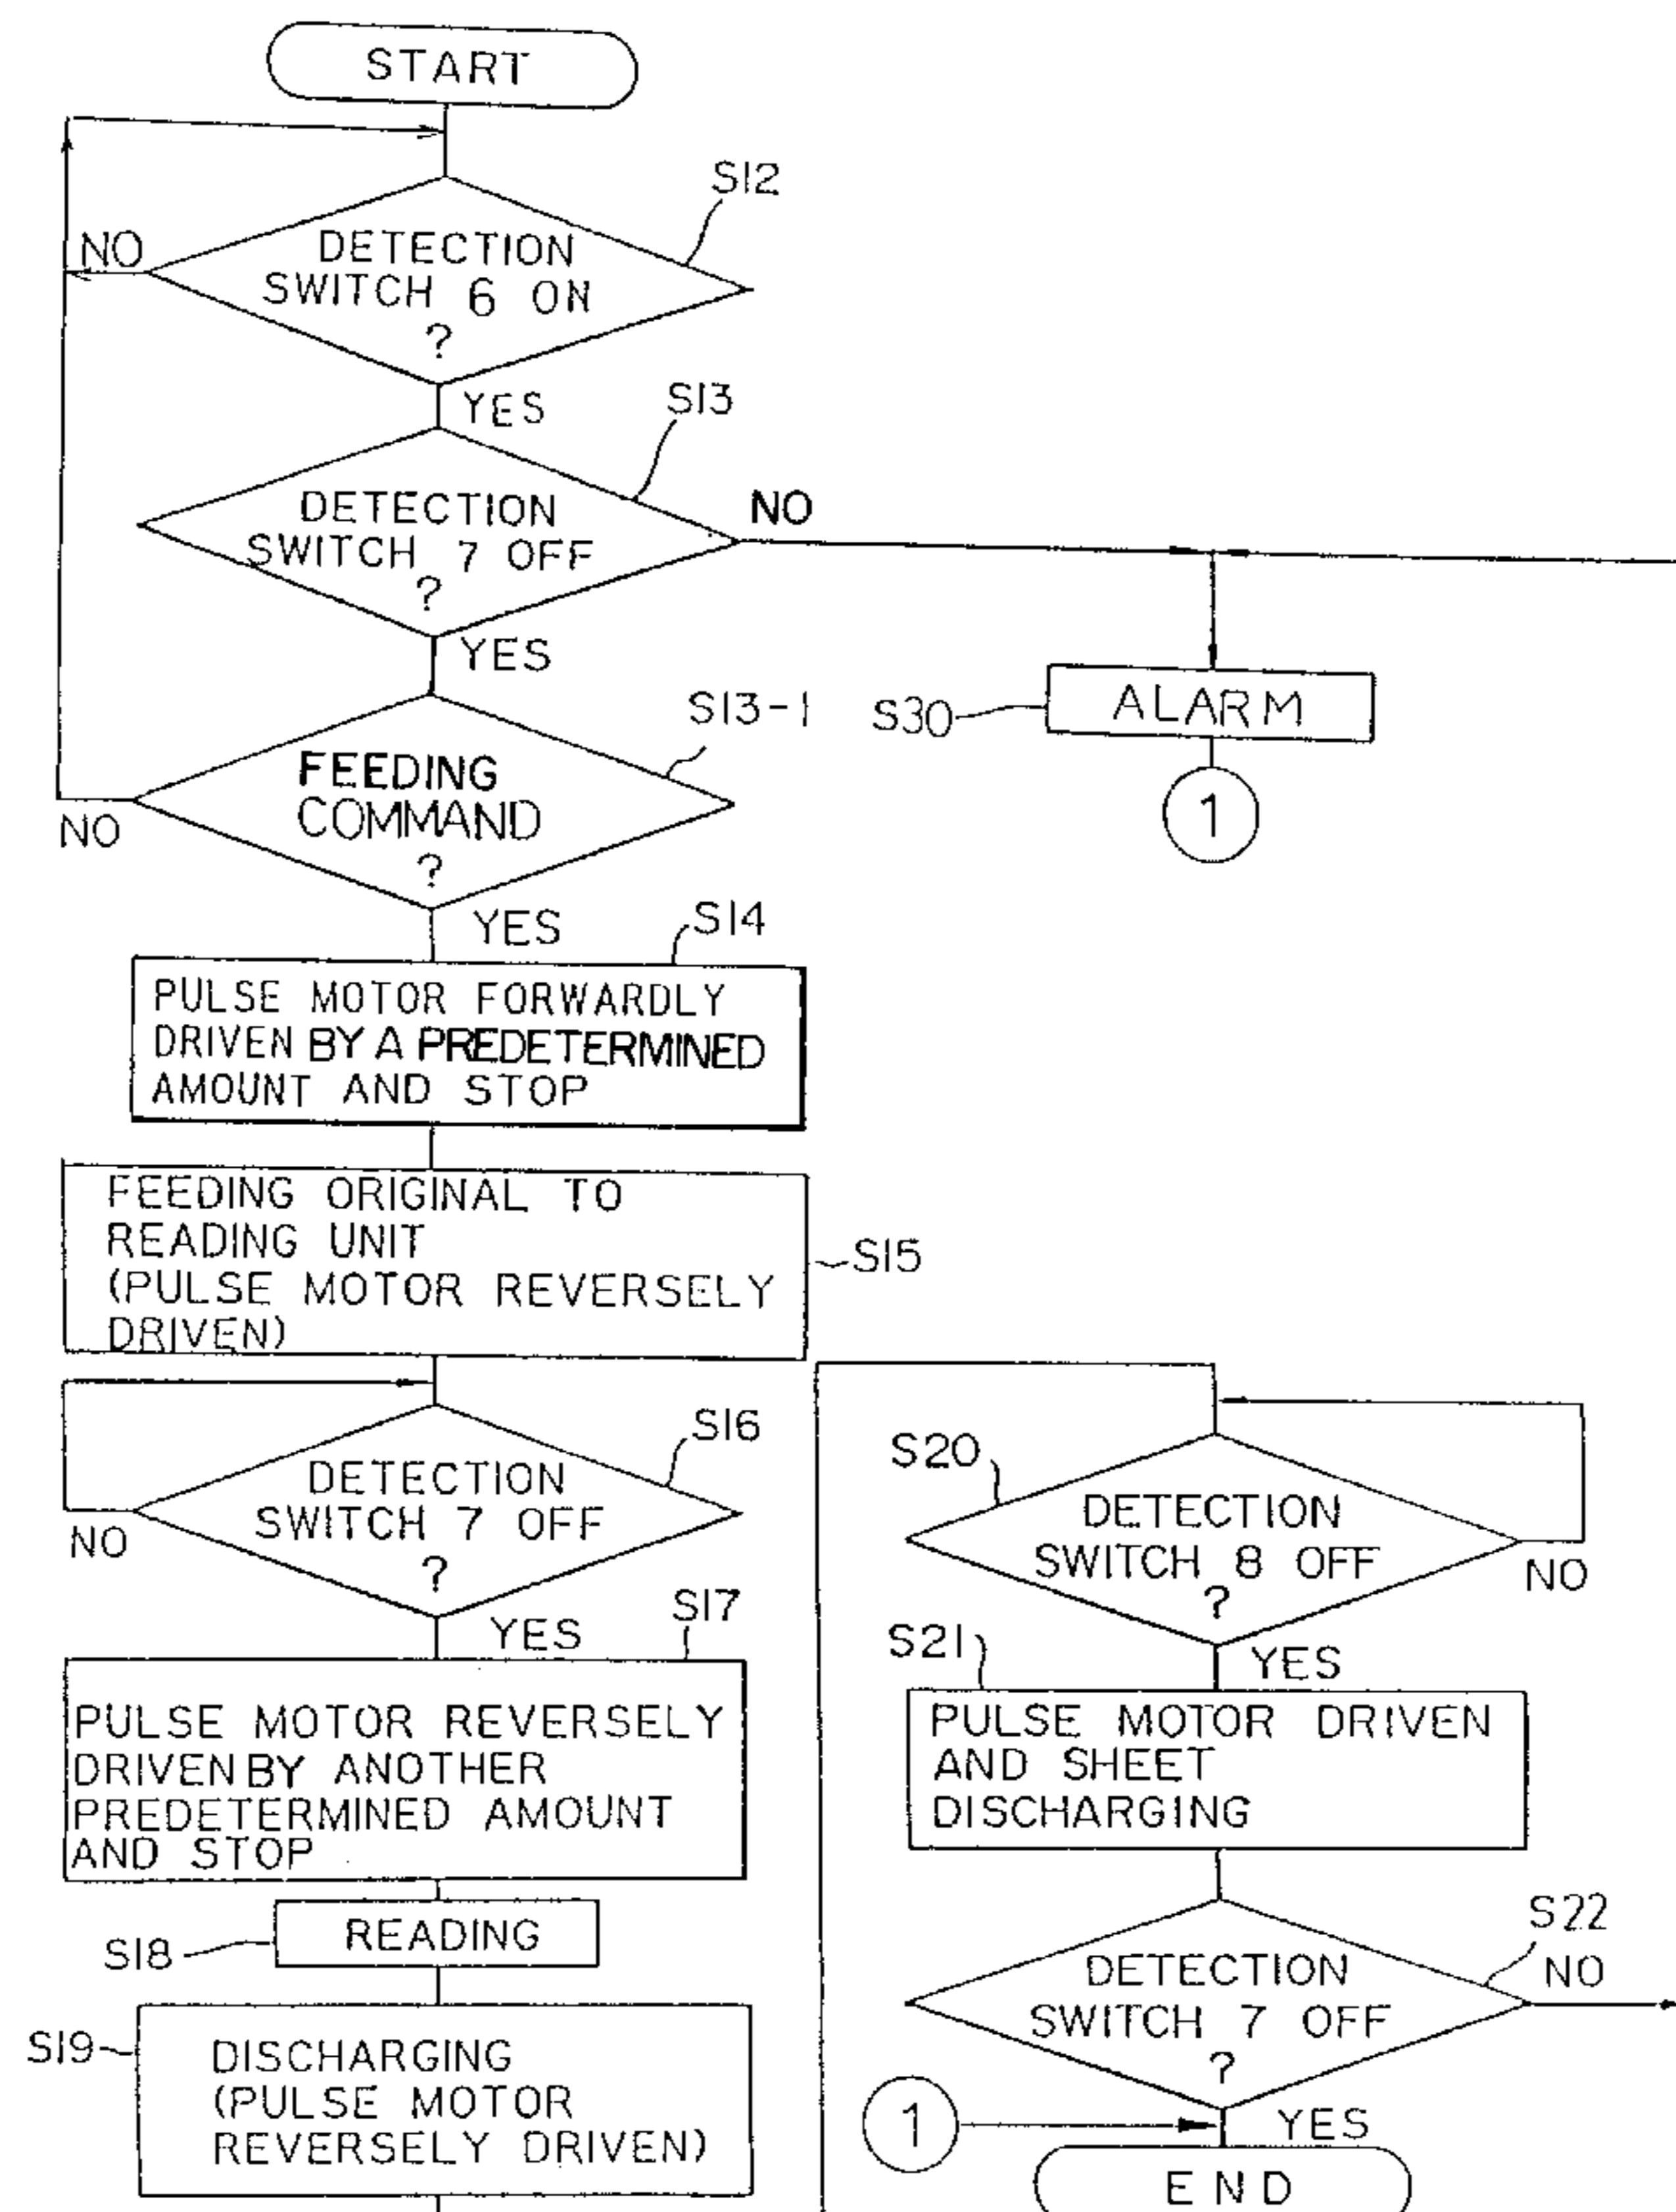 START
S12
NO
DETECTION
SWITCH 6 ON
?
YES
S13
DETECTION
SWITCH 7 OFF
?
NO
YES
S13-1
S30
ALARM
1
FEEDING
COMMAND
?
NO
YES
S14
PULSE MOTOR FORWARDLY
DRIVEN BY A PREDETERMINED
AMOUNT AND STOP
FEEDING ORIGINAL TO
READING UNIT
(PULSE MOTOR REVERSELY
DRIVEN)
S15
S16
DETECTION
SWITCH 7 OFF
?
NO
YES
S17
PULSE MOTOR REVERSELY
DRIVEN BY ANOTHER
PREDETERMINED AMOUNT
AND STOP
READING
S18
S19
DISCHARGING
(PULSE MOTOR
REVERSELY DRIVEN)
S20
DETECTION
SWITCH 8 OFF
?
NO
S21
YES
PULSE MOTOR DRIVEN
AND SHEET
DISCHARGING
S22
DETECTION
SWITCH 7 OFF
?
NO
1
YES
END